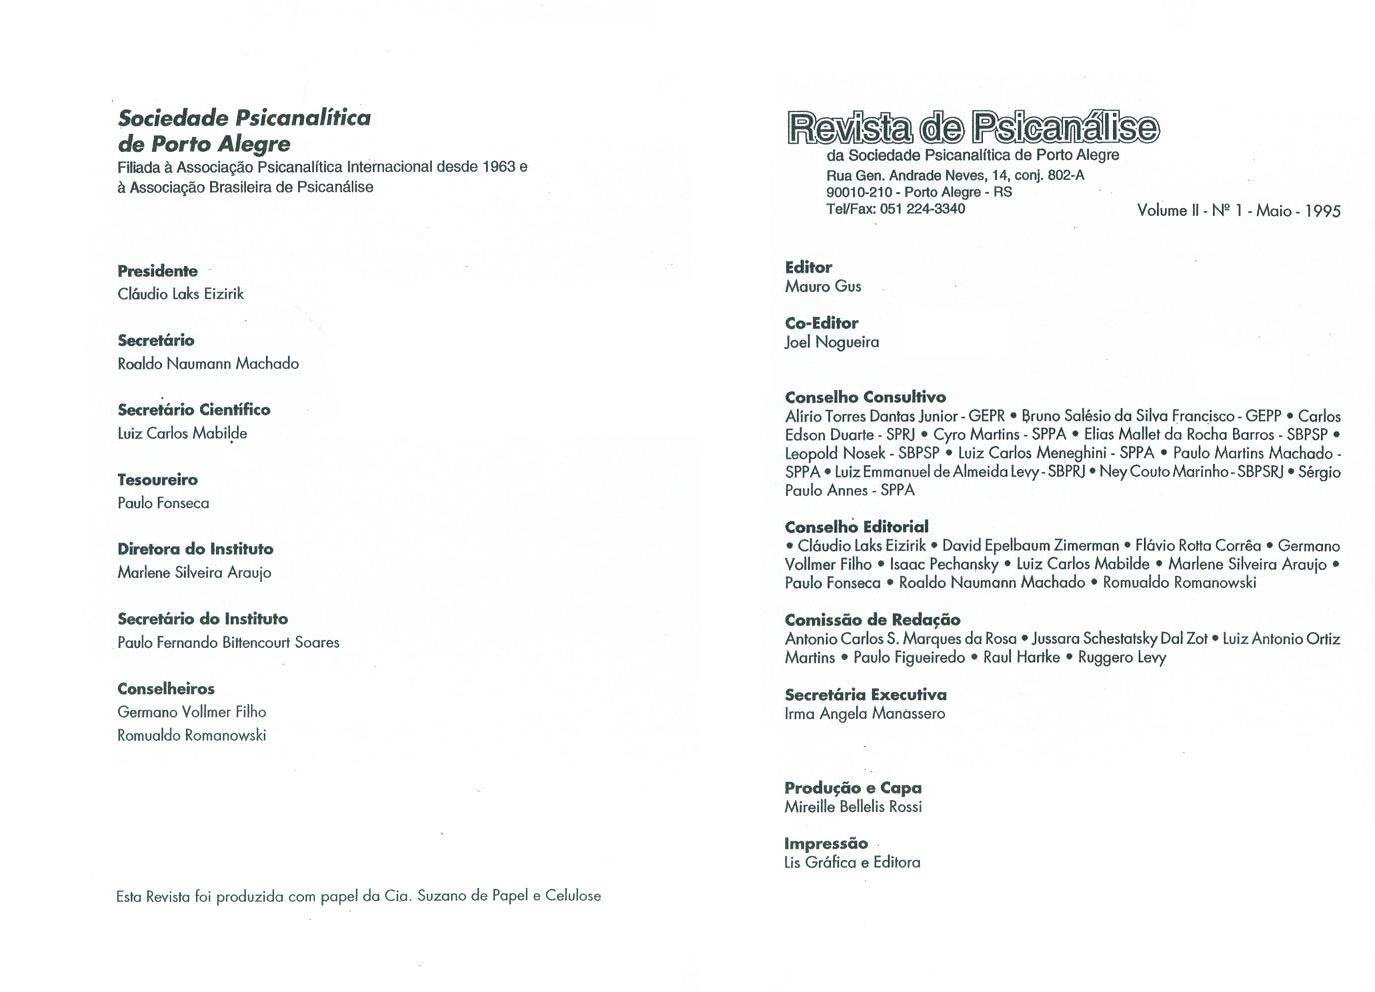 Sociedade Psicanalítica
de Porto Alegre
Filiada à Associação Psicanalítica Internacional desde 1963 e
à Associação Brasileira de Psicanálise
Presidente
Cláudio Laks Eizirik
Secretário
Roaldo Naumann Machado
Secretário Científico
Luiz Carlos Mabilde
Tesoureiro
Paulo Fonseca
Diretora do Instituto
Marlene Silveira Araujo
Secretário do Instituto
Paulo Fernando Bittencourt Soares
Conselheiros
Germano Vollmer Filho
Romualdo Romanowski
Esta Revista foi produzida com papel da Cia. Suzano de Papel e Celulose
Revista de Psicanálise
da Sociedade Psicanalítica de Porto Alegre
Rua Gen. Andrade Neves, 14, conj. 802-A
90010-210 - Porto Alegre - RS
Tel/Fax: 051 224-3340
Volume II - Nº 1 - Maio - 1995
Editor
Mauro Gus
Co-Editor
Joel Nogueira
Conselho Consultivo
Alírio Torres Dantas Junior - GEPR • Bruno Salésio da Silva Francisco - GEPP • Carlos
Edson Duarte - SPRJ • Cyro Martins - SPPA • Elias Mallet da Rocha Barros - SBPSP •
Leopold Nosek - SBPSP • Luiz Carlos Meneghini - SPPA • Paulo Martins Machado -
SPPA • Luiz Emmanuel de Almeida Levy - SBPRJ • Ney Couto Marinho - SBPSRJ • Sérgio
Paulo Annes - SPPA
Conselho Editorial
• Cláudio Laks Eizirik • David Epelbaum Zimerman • Flávio Rotta Corrêa • Germano
Vollmer Filho • Isaac Pechansky • Luiz Carlos Mabilde • Marlene Silveira Araujo •
Paulo Fonseca • Roaldo Naumann Machado • Romualdo Romanowski
Comissão de Redação
Antonio Carlos S. Marques da Rosa • Jussara Schestatsky Dal Zot • Luiz Antonio Ortiz
Martins • Paulo Figueiredo • Raul Hartke • Ruggero Levy
Secretária Executiva
Irma Angela Manassero
Produção e Capa
Mireille Bellelis Rossi
Impressão
Lis Gráfica e Editora